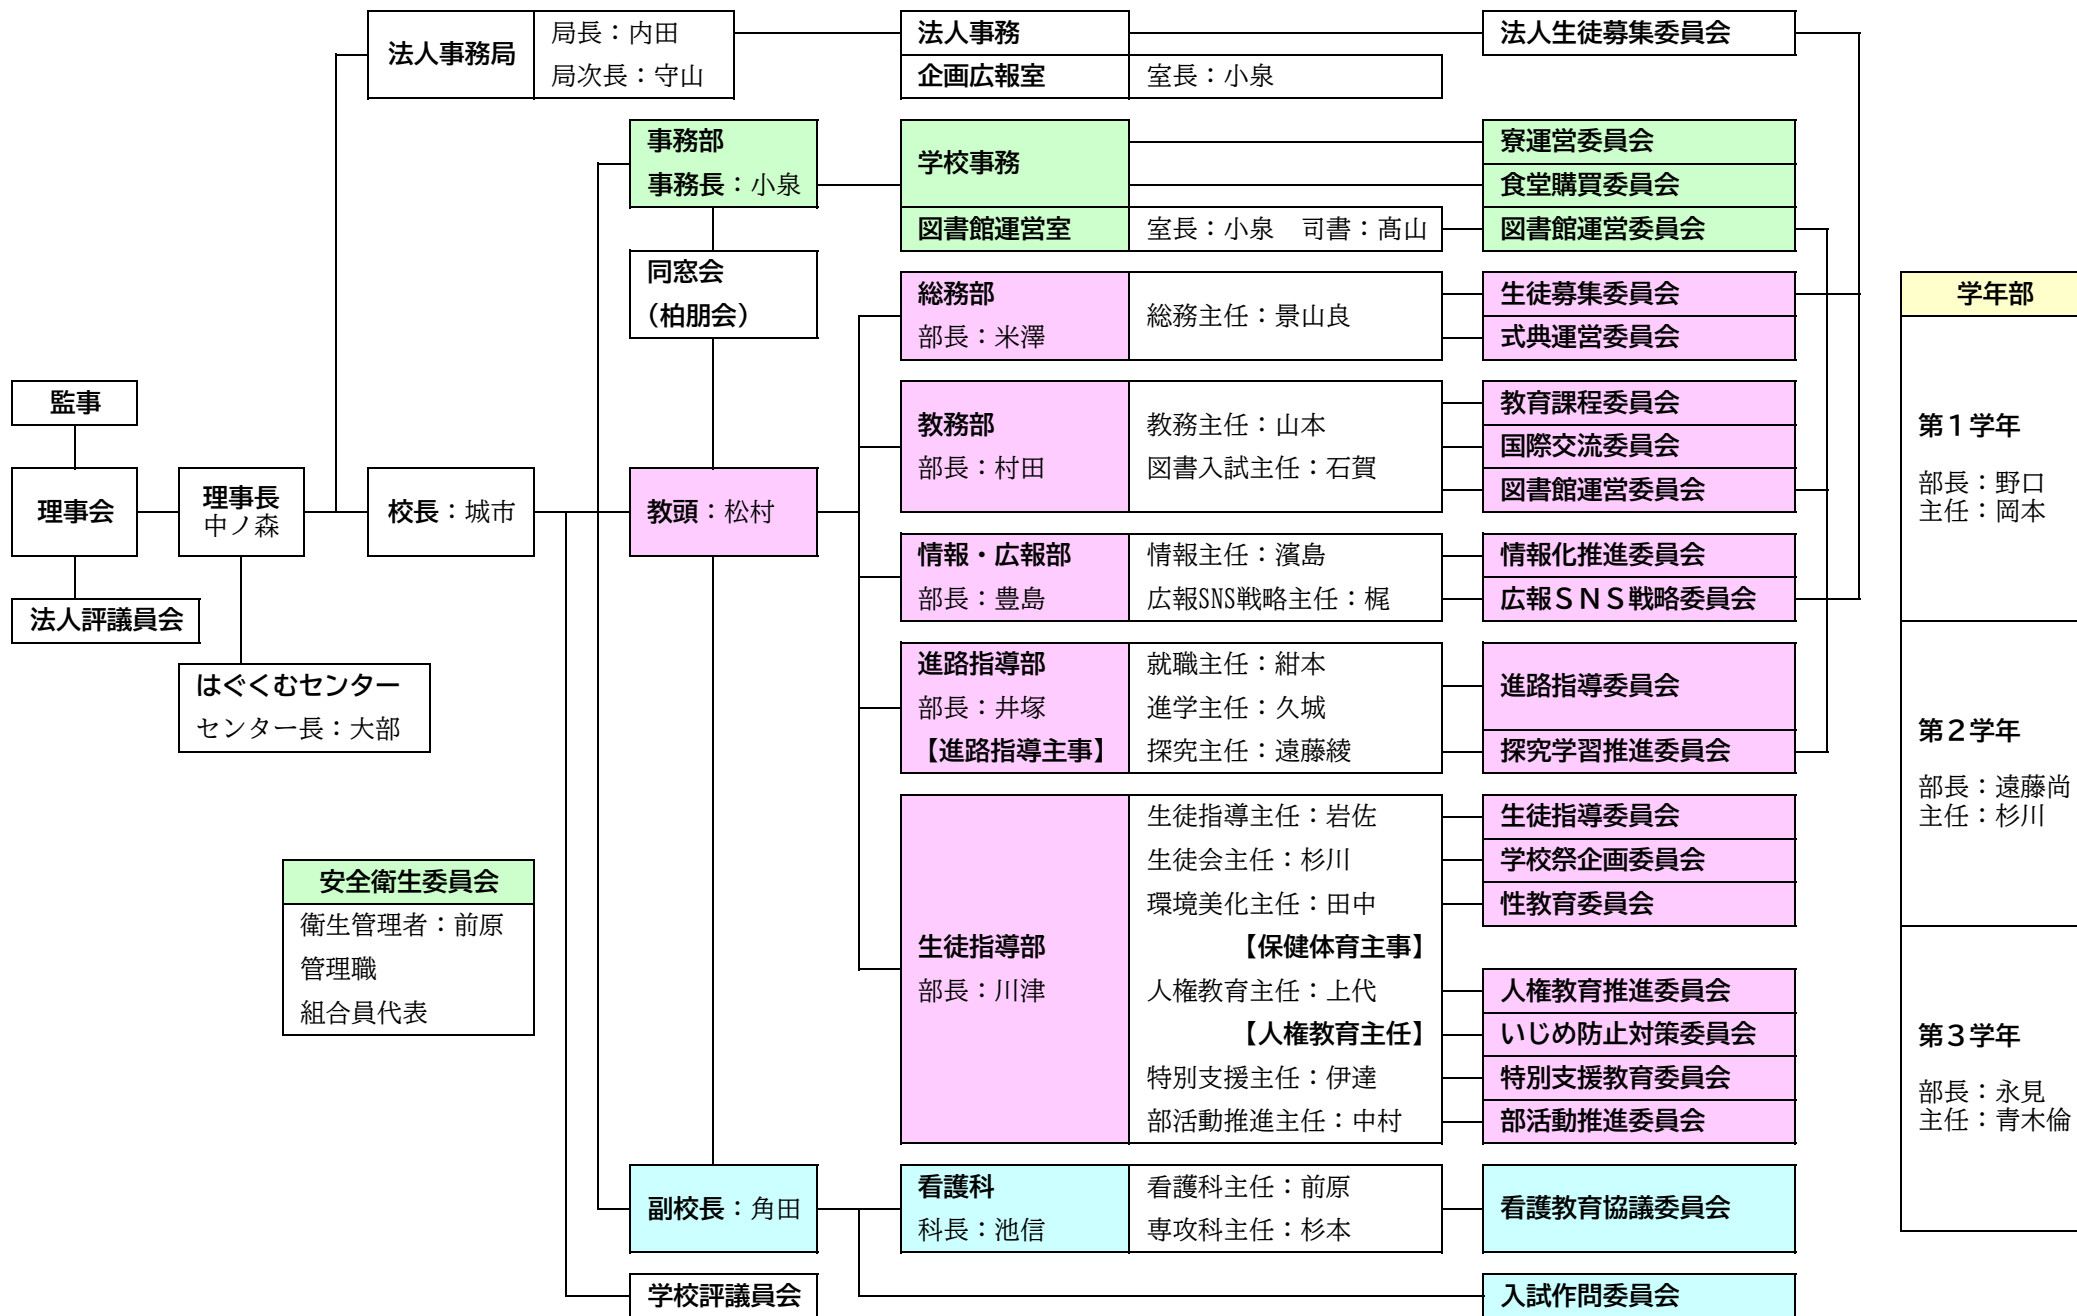 法人事務局
局長：内田
局次長：守山
法人事務
企画広報室
室長：小泉
法人生徒募集委員会
事務部
事務長：小泉
学校事務
図書館運営室
室長：小泉　司書：髙山
寮運営委員会
食堂購買委員会
図書館運営委員会
同窓会
（柏朋会）
監事
理事会
法人評議員会
理事長
中ノ森
はぐくむセンター
センター長：大部
校長：城市
教頭：松村
総務部
部長：米澤
総務主任：景山良
生徒募集委員会
式典運営委員会
教務部
部長：村田
教務主任：山本
図書入試主任：石賀
教育課程委員会
国際交流委員会
図書館運営委員会
情報・広報部
部長：豊島
情報主任：濱島
広報SNS戦略主任：梶
情報化推進委員会
広報ＳＮＳ戦略委員会
進路指導部
部長：井塚
【進路指導主事】
就職主任：紺本
進学主任：久城
探究主任：遠藤綾
進路指導委員会
探究学習推進委員会
生徒指導部
部長：川津
生徒指導主任：岩佐
生徒会主任：杉川
環境美化主任：田中
【保健体育主事】
人権教育主任：上代
【人権教育主任】
特別支援主任：伊達
部活動推進主任：中村
生徒指導委員会
学校祭企画委員会
性教育委員会
人権教育推進委員会
いじめ防止対策委員会
特別支援教育委員会
部活動推進委員会
安全衛生委員会
衛生管理者：前原
管理職
組合員代表
副校長：角田
看護科
科長：池信
看護科主任：前原
専攻科主任：杉本
看護教育協議委員会
学校評議員会
入試作問委員会
学年部
第１学年
部長：野口
主任：岡本
第２学年
部長：遠藤尚
主任：杉川
第３学年
部長：永見
主任：青木倫